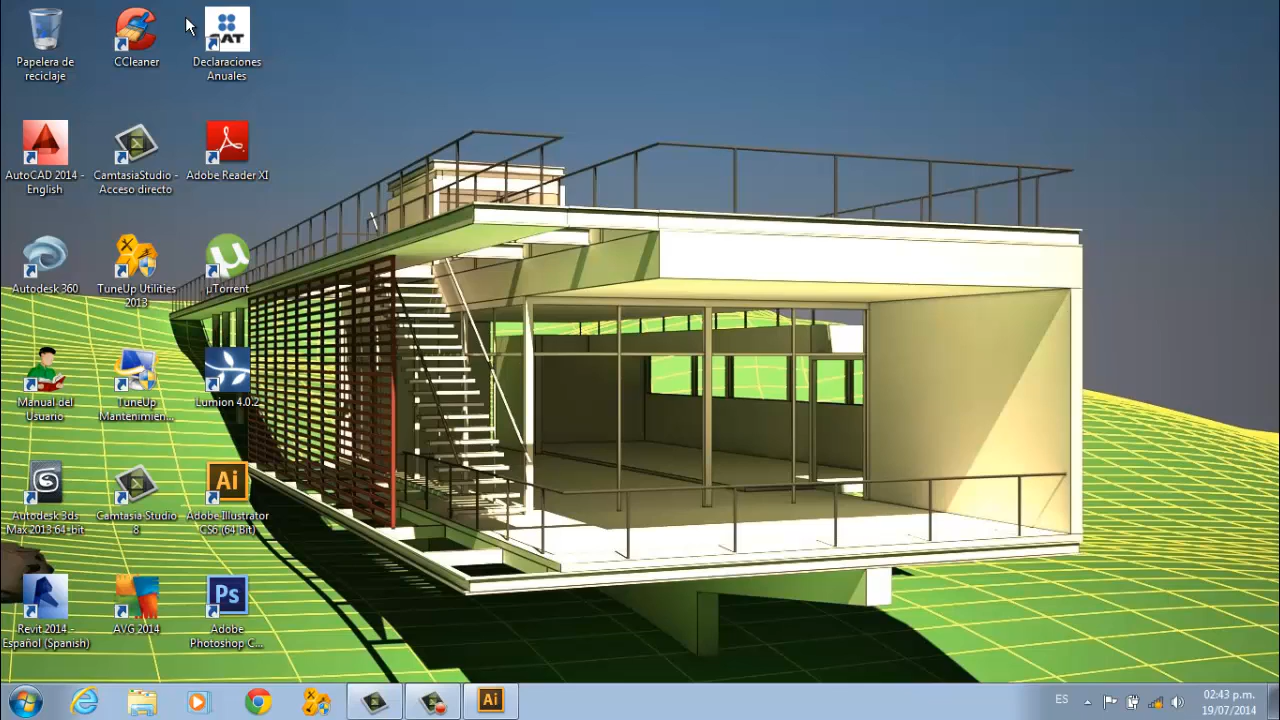 Papelera de
reciclaje
CCleaner
SAT
Declaraciones
Anuales
AutoCAD 2014 -
English
CamtasiaStudio -
Acceso directo
Adobe Reader XI
Autodesk 360
TuneUp Utilities
2013
µ
µTorrent
Manual del
Usuario
TuneUp
Mantenimien...
Lumion 4.0.2
Autodesk 3ds
Max 2013 64-bit
Camtasia Studio
8
Ai
Adobe Illustrator
CS6 (64 Bit)
Revit 2014 -
Español (Spanish)
AVG 2014
Ps
Adobe
Photoshop C...
Ai
ES
02:43 p.m.
19/07/2014